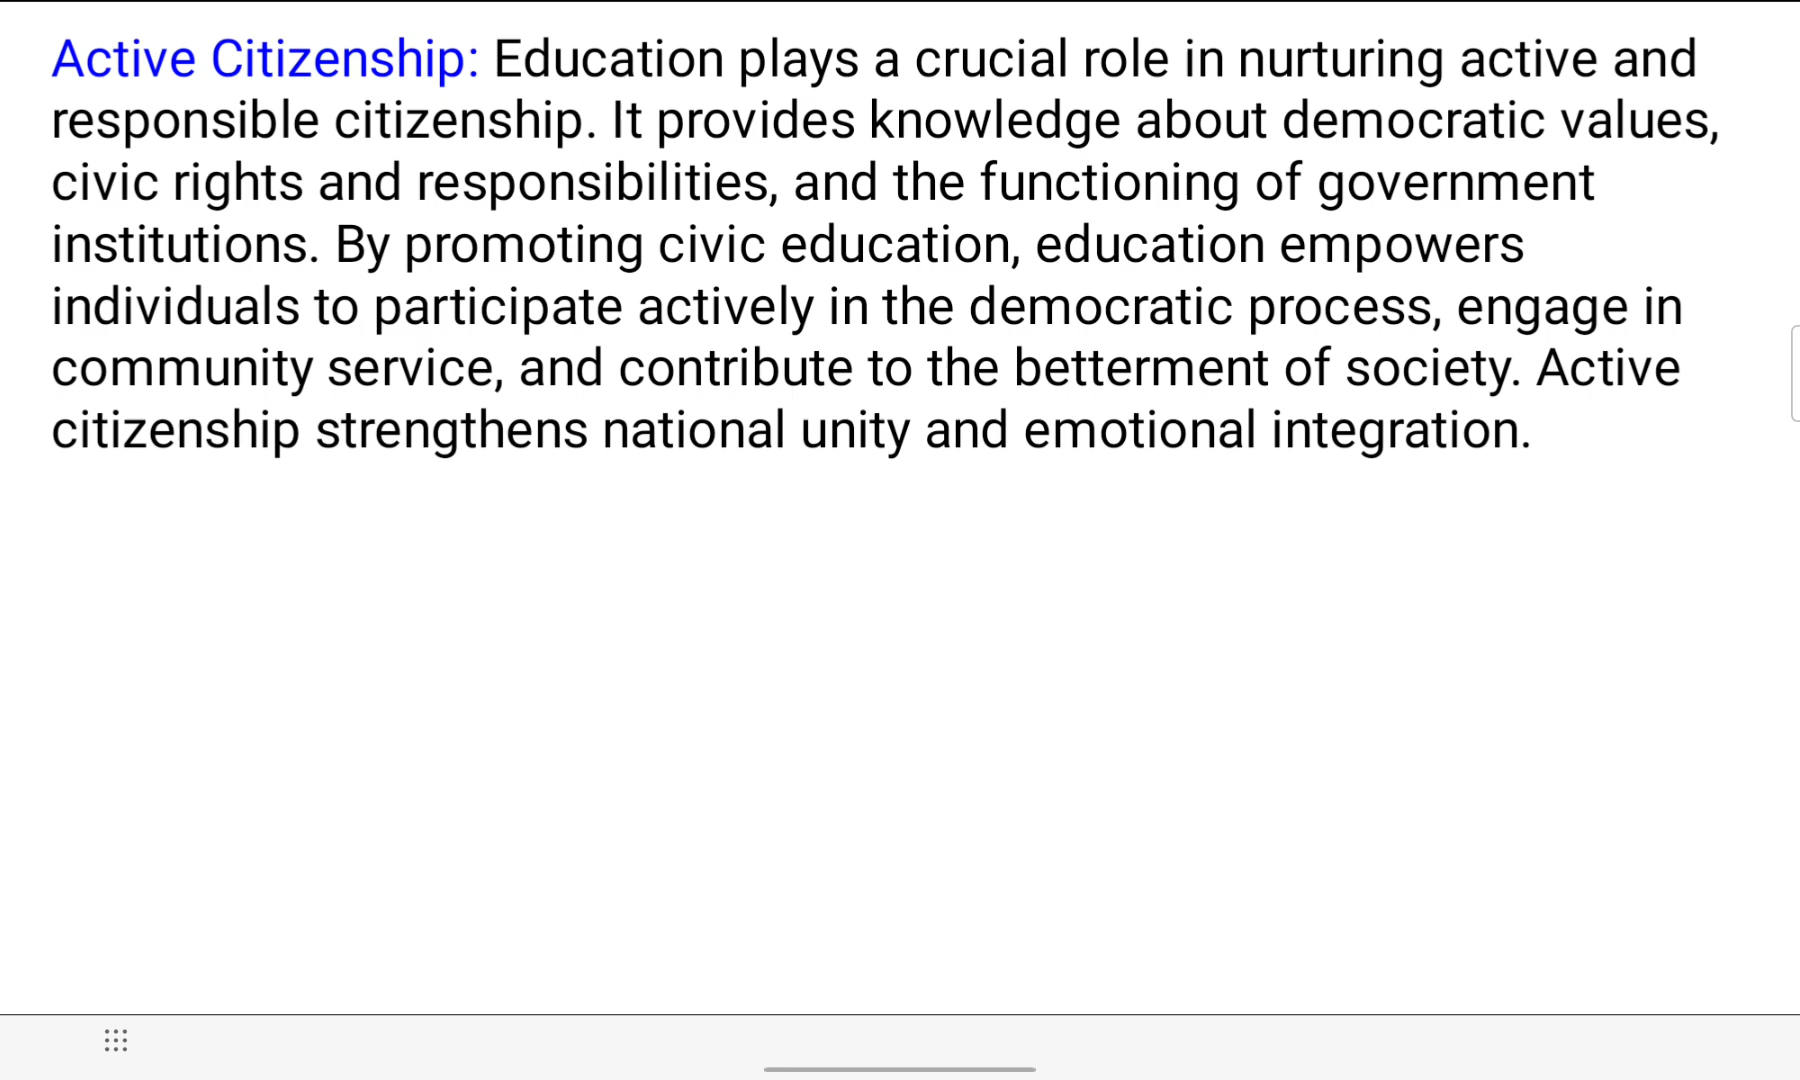 Active Citizenship: Education plays a crucial role in nurturing active and
responsible citizenship. It provides knowledge about democratic values,
civic rights and responsibilities, and the functioning of government
institutions. By promoting civic education, education empowers
individuals to participate actively in the democratic process, engage in
community service, and contribute to the betterment of society. Active
citizenship strengthens national unity and emotional integration.